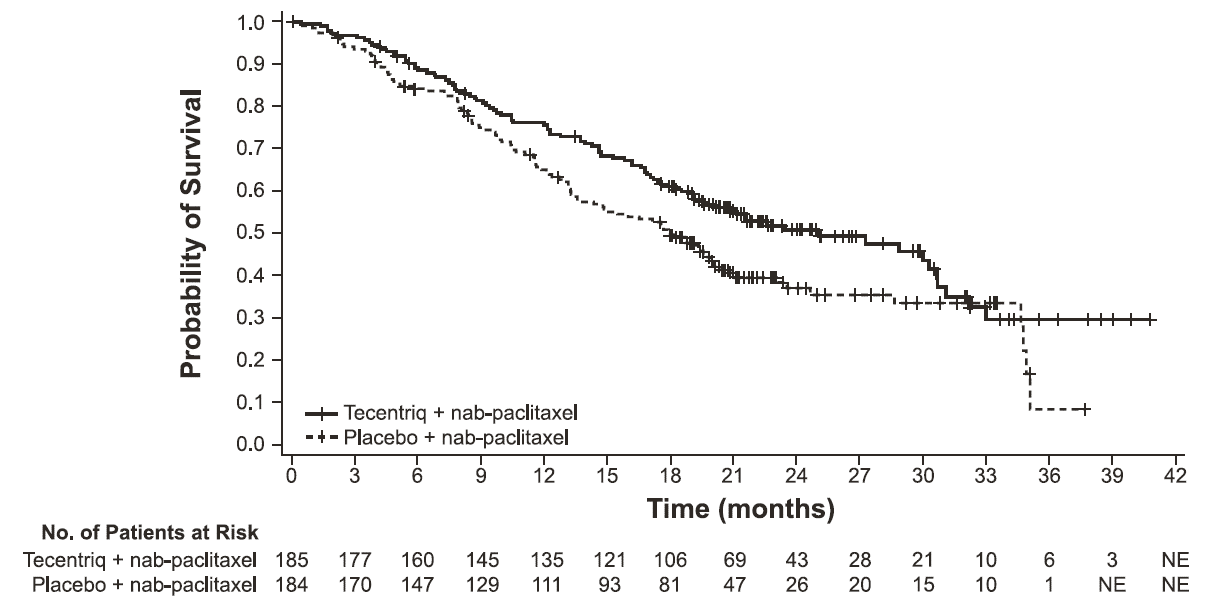 1.0
0.9
0.8
0.7
0.6
0.5
0.4
0.3
0.2
0.1
0.0
Probability of Survival
Tecentriq + nab-paclitaxel
Placebo + nab-paclitaxel
0 3 6 9 12 15 18 21 24 27 30 33 36 39 42
Time (months)
No. of Patients at Risk
Tecentriq + nab-paclitaxel 185 177 160 145 135 121 106 69 43 28 21 10 6 3 NE
Placebo + nab-paclitaxel 184 170 147 129 111 93 81 47 26 20 15 10 1 NE NE